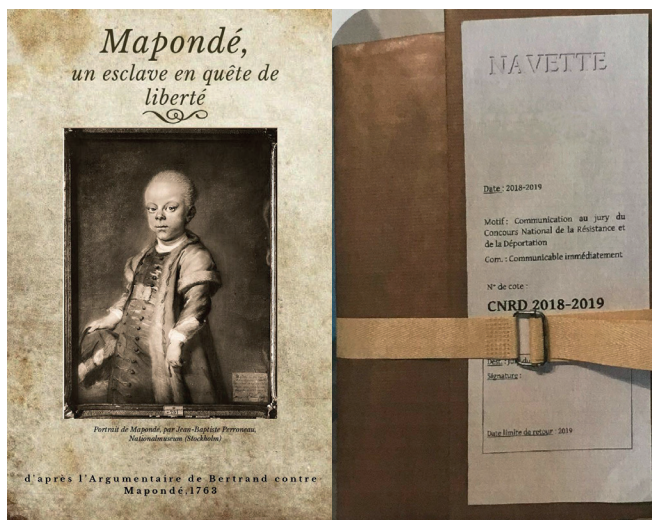 Mapondé,
un esclave en quête de
liberté
Portrait de Mapondé, par Jean-Baptiste Perroneau,
Nationalmuseum (Stockholm)
d'après l'Argumentaire de Bertrand contre
Mapondé,1763
NAVETTE
Date : 2018-2019
Motif : Communication au jury du
Concours National de la Résistance et
de la Déportation
Com. : Communicable immédiatement
N° de cote :
CNRD 2018-2019
Signature :
Date limite de retour : 2019